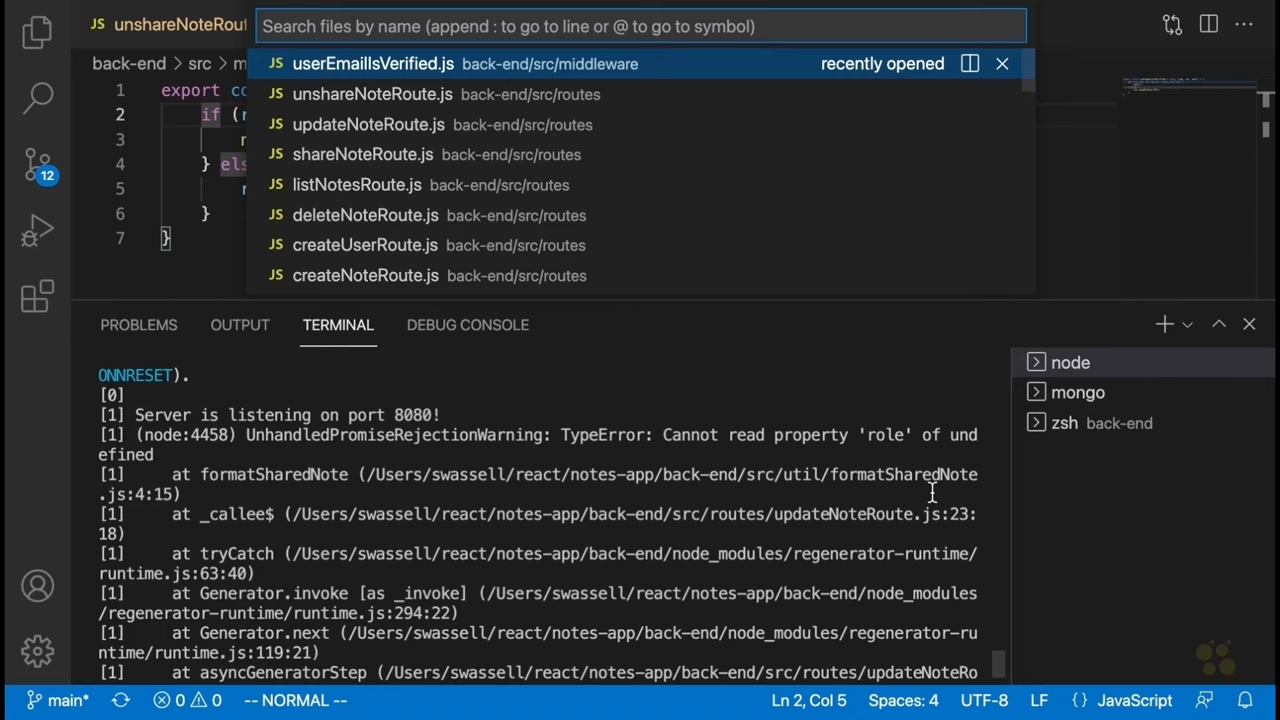 JS unshareNoteRout
Search files by name (append : to go to line or @ to go to symbol)
back-end > src > m
JS userEmailIsVerified.js back-end/src/middleware recently opened
JS unshareNoteRoute.js back-end/src/routes
JS updateNoteRoute.js back-end/src/routes
JS shareNoteRoute.js back-end/src/routes
JS listNotesRoute.js back-end/src/routes
JS deleteNoteRoute.js back-end/src/routes
JS createUserRoute.js back-end/src/routes
JS createNoteRoute.js back-end/src/routes
1 export co
2 if (r
3 n
4 } els
5 r
6 }
7 }
12
PROBLEMS OUTPUT TERMINAL DEBUG CONSOLE
node
mongo
zsh back-end
ONNRESET).
[0]
[1] Server is listening on port 8080!
[1] (node:4458) UnhandledPromiseRejectionWarning: TypeError: Cannot read property 'role' of und
efined
[1] at formatSharedNote (/Users/swassell/react/notes-app/back-end/src/util/formatSharedNote
.js:4:15)
[1] at _callee$ (/Users/swassell/react/notes-app/back-end/src/routes/updateNoteRoute.js:23:
18)
[1] at tryCatch (/Users/swassell/react/notes-app/back-end/node_modules/regenerator-runtime/
runtime.js:63:40)
[1] at Generator.invoke [as _invoke] (/Users/swassell/react/notes-app/back-end/node_modules
/regenerator-runtime/runtime.js:294:22)
[1] at Generator.next (/Users/swassell/react/notes-app/back-end/node_modules/regenerator-ru
ntime/runtime.js:119:21)
[1] at asyncGeneratorStep (/Users/swassell/react/notes-app/back-end/src/routes/updateNoteRo
main* 0 0 -- NORMAL -- Ln 2, Col 5 Spaces: 4 UTF-8 LF {} JavaScript